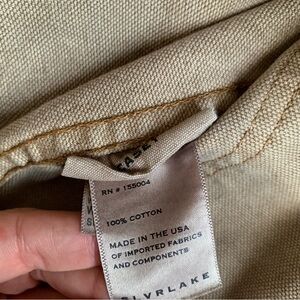 RN # 155004
100% COTTON
MADE IN THE USA
OF IMPORTED FABRICS
AND COMPONENTS
SLVRLAKE